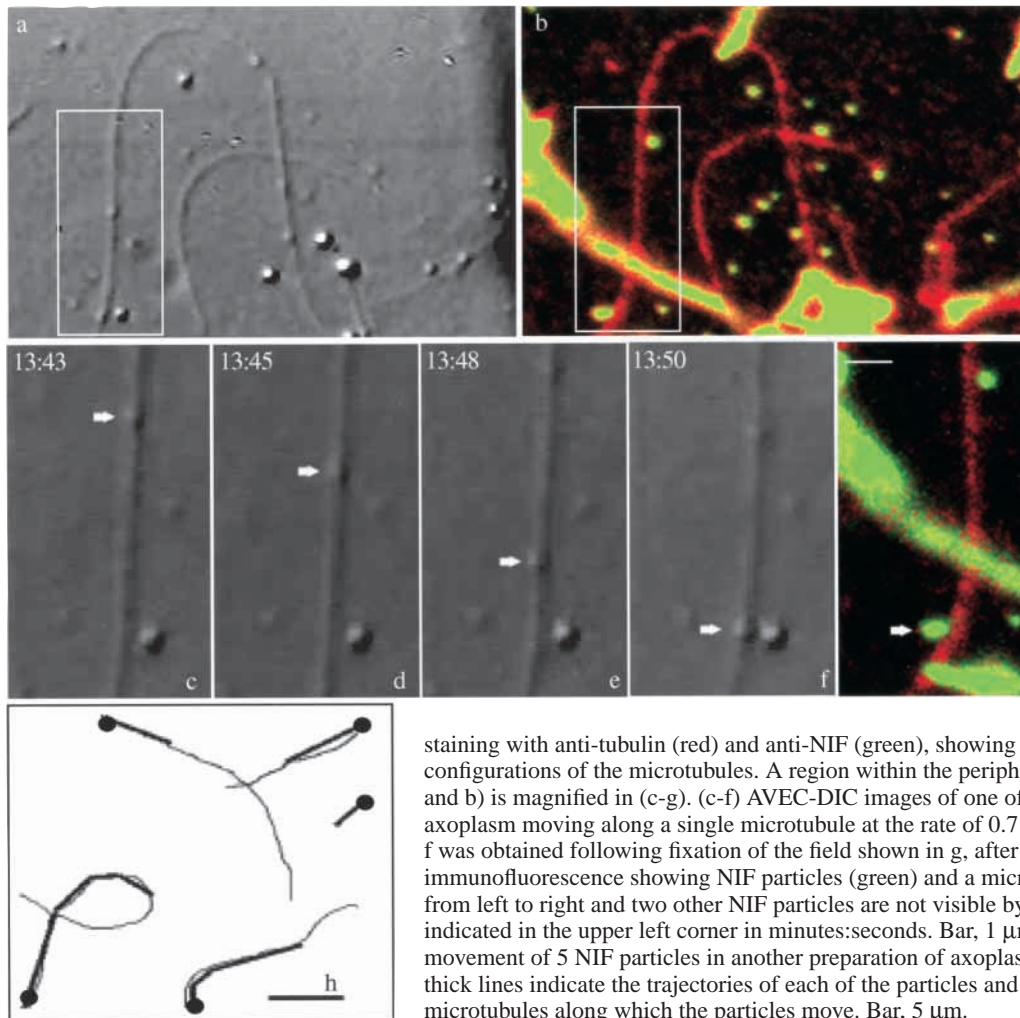 a
b
13:43
13:45
13:48
13:50
c
d
e
f
h
staining with anti-tubulin (red) and anti-NIF (green), showing
configurations of the microtubules. A region within the periph
and b) is magnified in (c-g). (c-f) AVEC-DIC images of one of
axoplasm moving along a single microtubule at the rate of 0.7
f was obtained following fixation of the field shown in g, after
immunofluorescence showing NIF particles (green) and a micr
from left to right and two other NIF particles are not visible by
indicated in the upper left corner in minutes:seconds. Bar, 1 μm
movement of 5 NIF particles in another preparation of axoplas
thick lines indicate the trajectories of each of the particles and
microtubules along which the particles move. Bar, 5 μm.